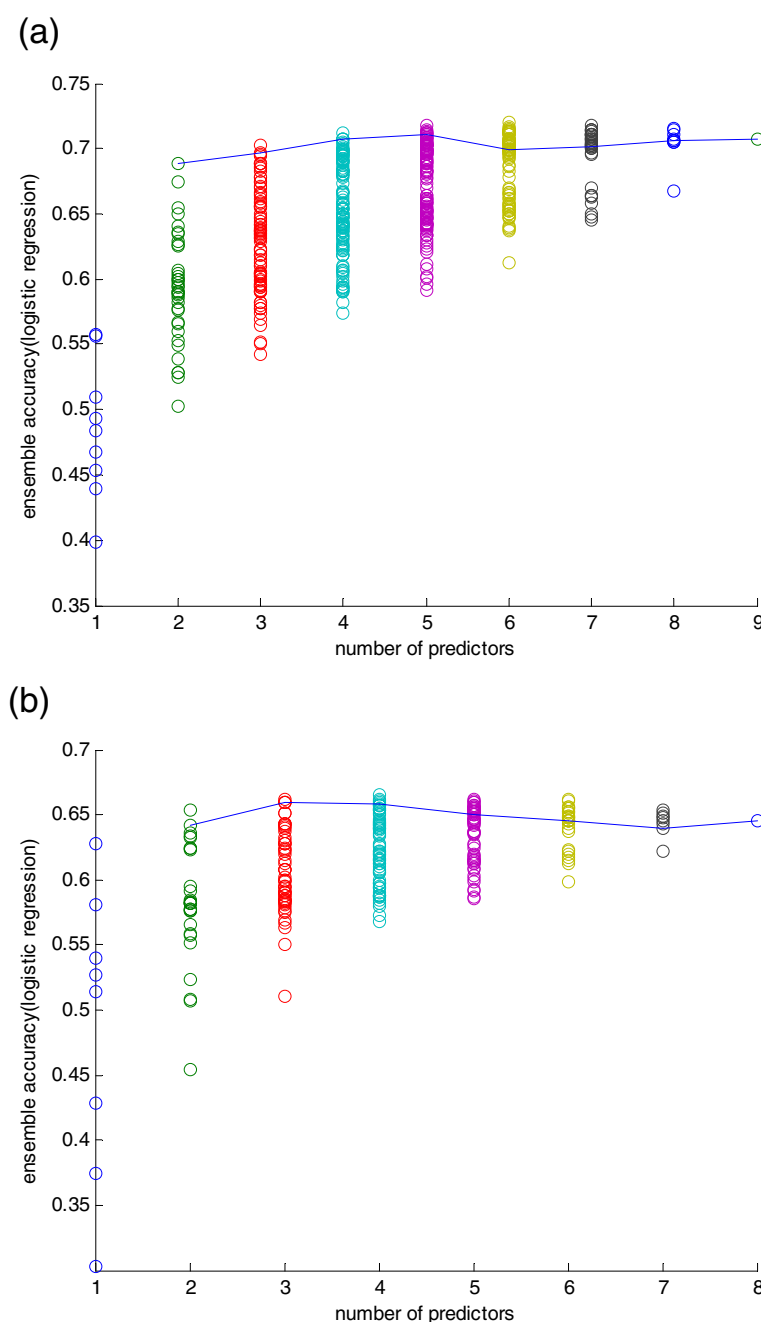 (a)
0.75
0.7
0.65
0.6
0.55
0.5
0.45
0.4
0.35
ensemble accuracy(logistic regression)
1 2 3 4 5 6 7 8 9
number of predictors
(b)
0.7
0.65
0.6
0.55
0.5
0.45
0.4
0.35
ensemble accuracy(logistic regression)
1 2 3 4 5 6 7 8
number of predictors